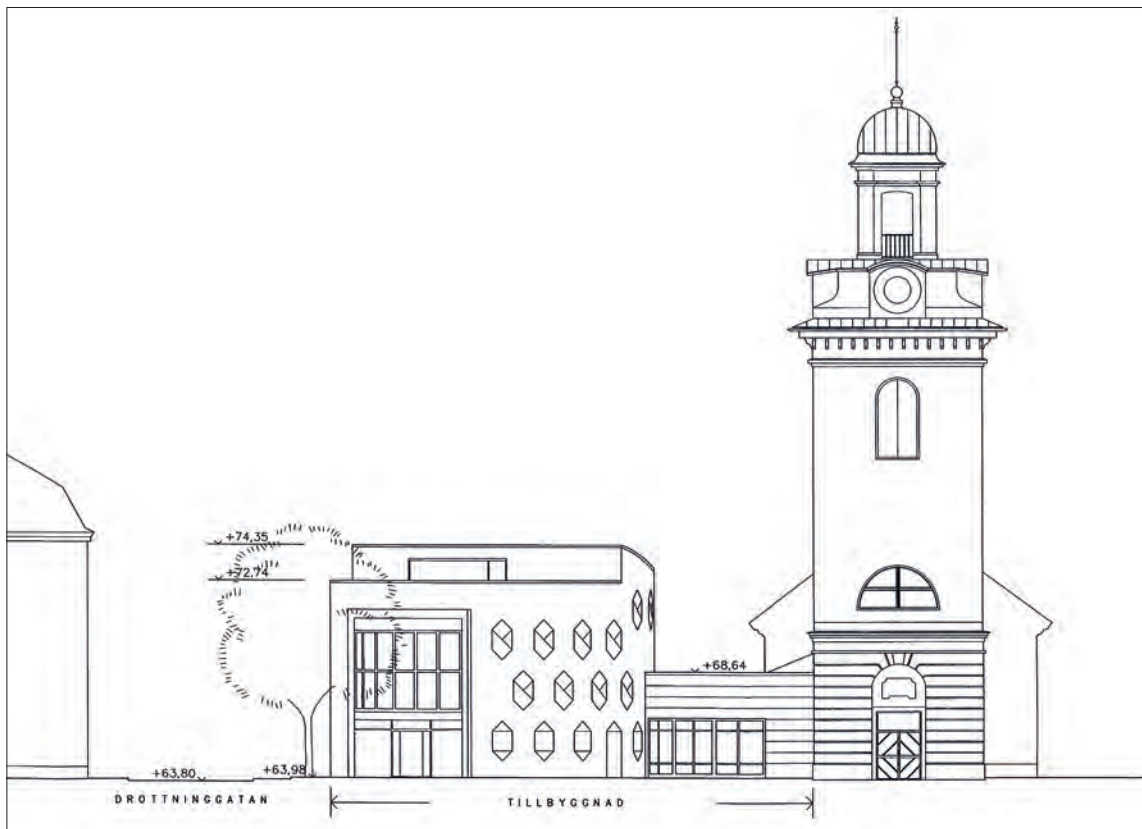 +74,35
+72,74
+68,64
+63,80
+63,98
DROTTNINGGATAN
TILLBYGGNAD